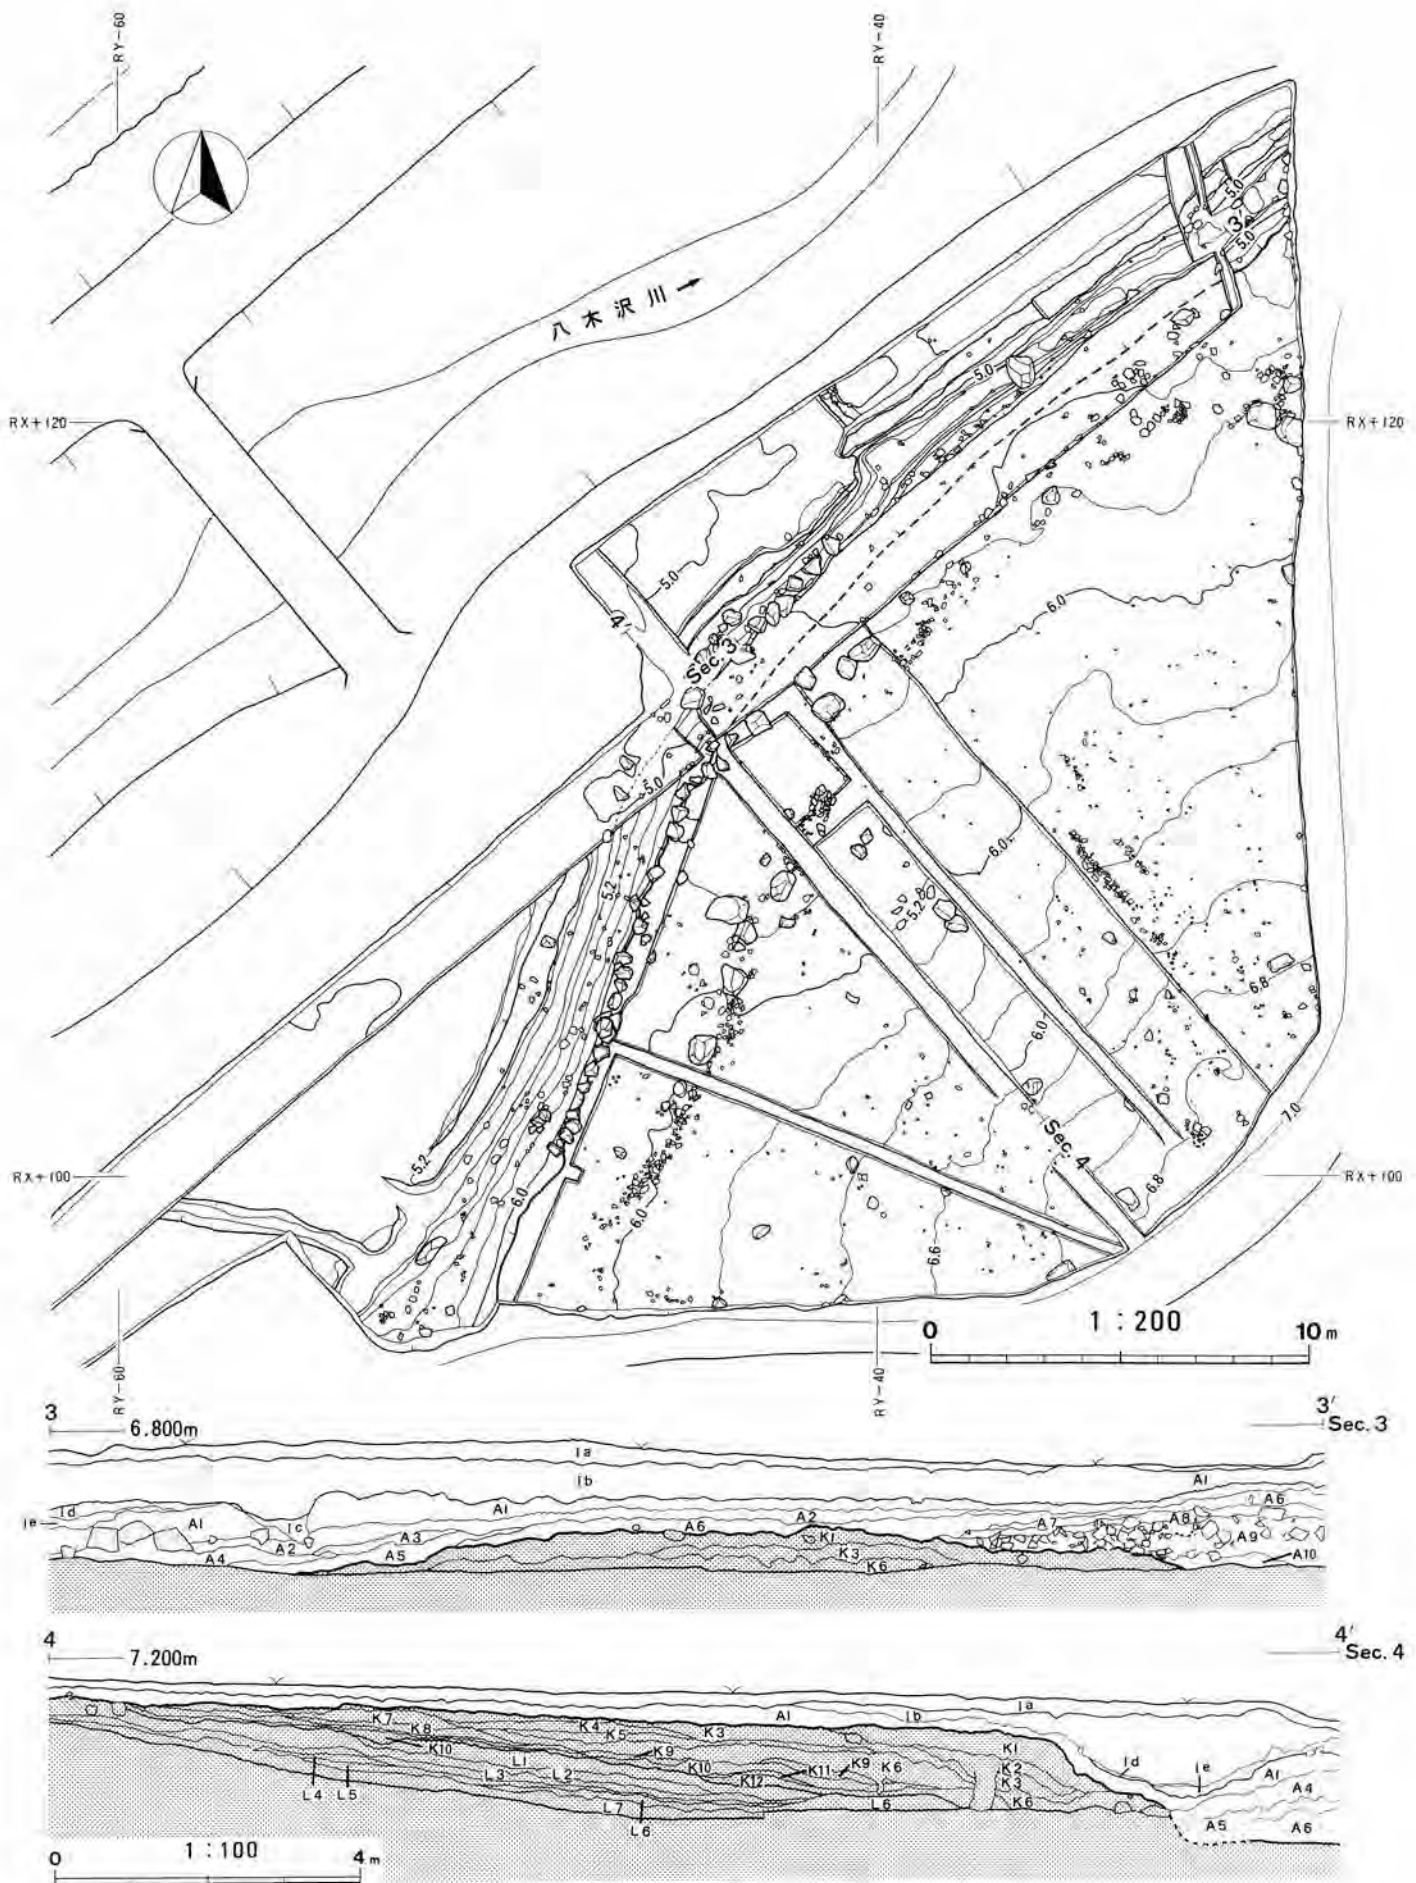 RY-60
RY-40
5.0
3'
5.0
八木沢川
5.0
RX+120
RX+120
5.0
6.0
4'
Sec. 3
5.0
6.0
5.2
5.2
6.8
6.0
7.0
Sec. 4
5.2
RX+100
6.0
6.0
6.8
RX+100
6.6
1:200
0 10m
RY-60
RY-40
3 6.800m 3'
Sec. 3
Ia
Ib
A1
Id
A1
A6
Ie
A1
Ic
A2
A7
A8
A2
A3
A6
K1
A9
A4
A5
K3
K6
A10
4 7.200m 4'
Sec. 4
Ia
K7
A1
Ib
K8
K4
K5
K3
K1
K10
K9
K2
Id
Ie
A1
L1
K10
K11
K9
K6
K3
A4
L3
L2
K12
K6
L4
L5
L7
L6
L6
A5
A6
1:100
0 4m